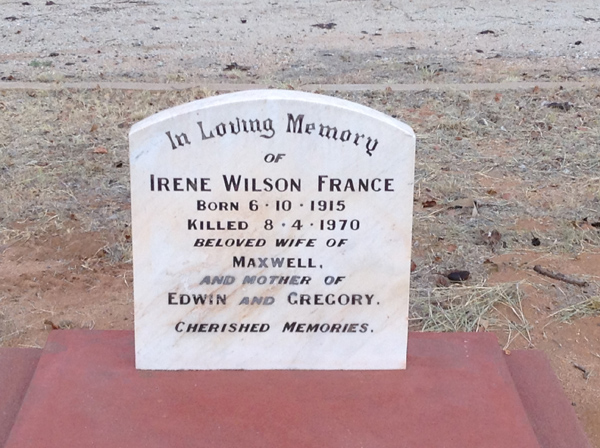 In Loving Memory
OF
IRENE WILSON FRANCE
BORN 6·10·1915
KILLED 8·4·1970
BELOVED WIFE OF
MAXWELL,
AND MOTHER OF
EDWIN AND GREGORY.
CHERISHED MEMORIES.